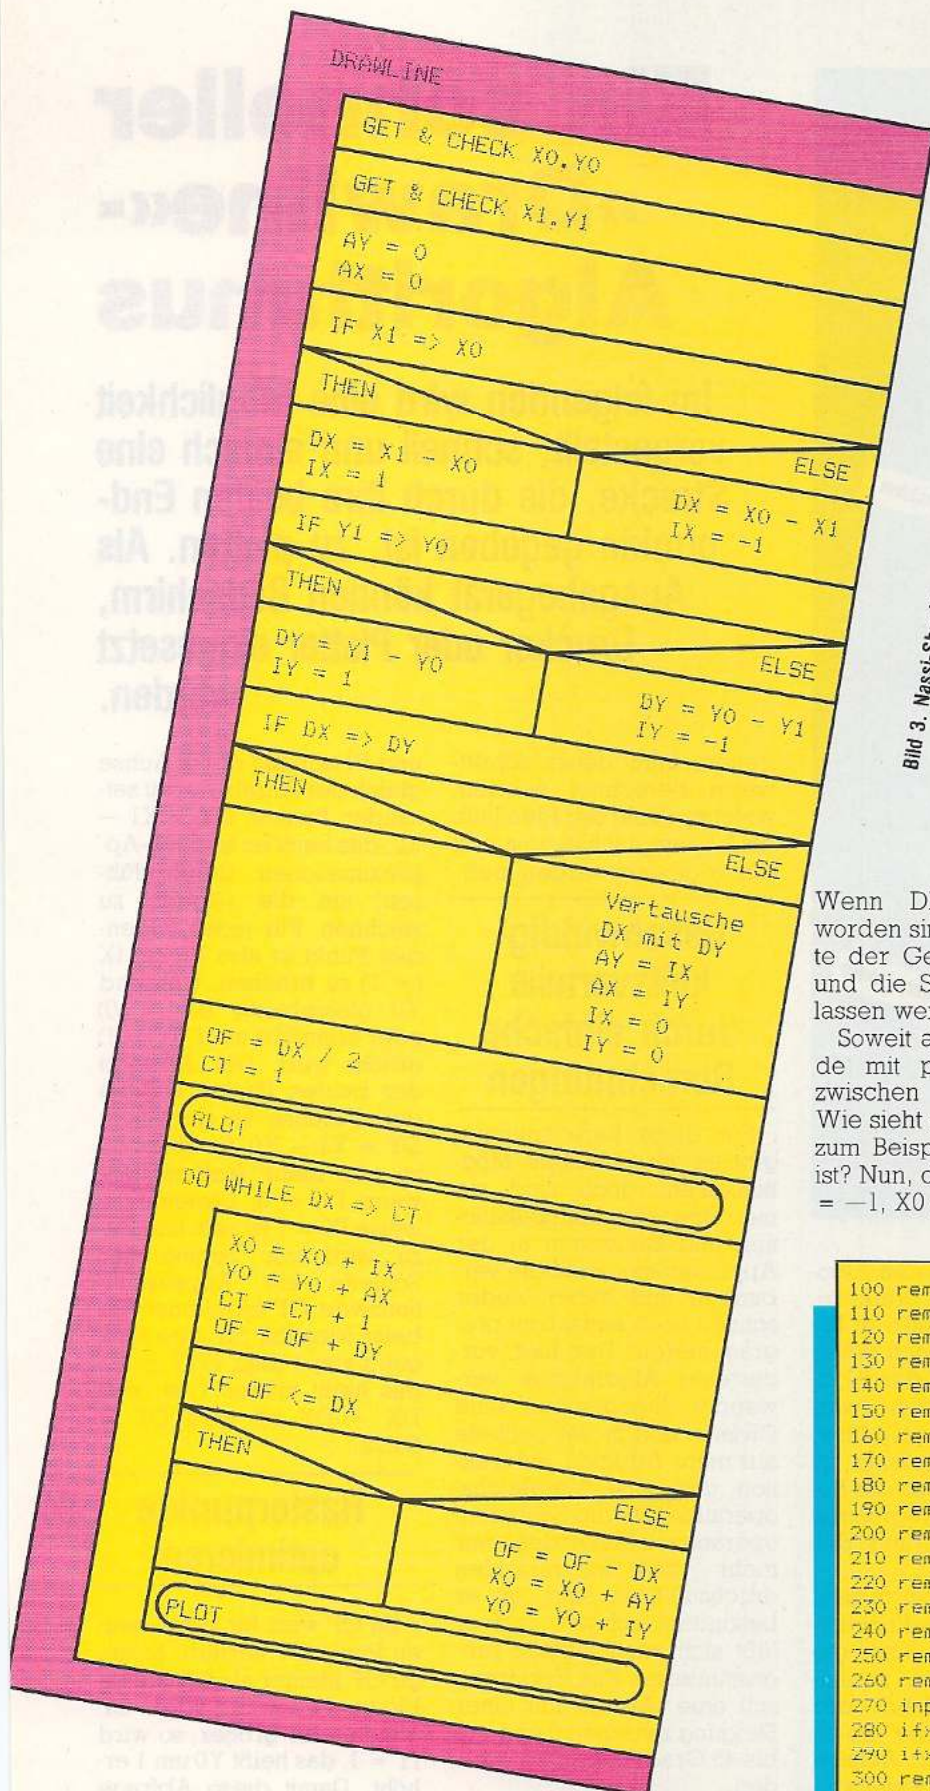 DRAWLINE
GET & CHECK X0,Y0
GET & CHECK X1,Y1
AY = 0
AX = 0
IF X1 => X0
THEN
ELSE
DX = X1 - X0
IX = 1
DX = X0 - X1
IX = -1
IF Y1 => Y0
THEN
ELSE
DY = Y1 - Y0
IY = 1
DY = Y0 - Y1
IY = -1
IF DX => DY
THEN
ELSE
Vertausche
DX mit DY
AY = IX
AX = IY
IX = 0
IY = 0
OF = DX / 2
CT = 1
PLOT
DO WHILE DX => CT
X0 = X0 + IX
Y0 = Y0 + AX
CT = CT + 1
OF = OF + DY
IF OF <= DX
THEN
ELSE
OF = OF - DX
X0 = X0 + AY
Y0 = Y0 + IY
PLOT
Bild 3.
Wenn
worden
te der
und die
lassen
Soweit
de mit
zwischen
Wie sieht
zum
ist? Nun,
= —1, X0
100 rem
110 rem
120 rem
130 rem
140 rem
150 rem
160 rem
170 rem
180 rem
190 rem
200 rem
210 rem
220 rem
230 rem
240 rem
250 rem
260 rem
270 inp
280 if
290 if
300 rem